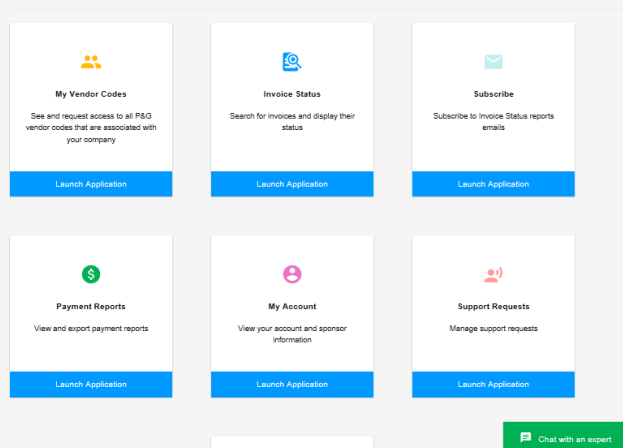 My Vendor Codes
See and request access to all P&G
vendor codes that are associated with
your company
Launch Application
Invoice Status
Search for invoices and display their
status
Launch Application
Subscribe
Subscribe to Invoice Status reports
emails
Launch Application
Payment Reports
View and export payment reports
Launch Application
My Account
View your account and sponsor
information
Launch Application
Support Requests
Manage support requests
Launch Application
Chat with an expert